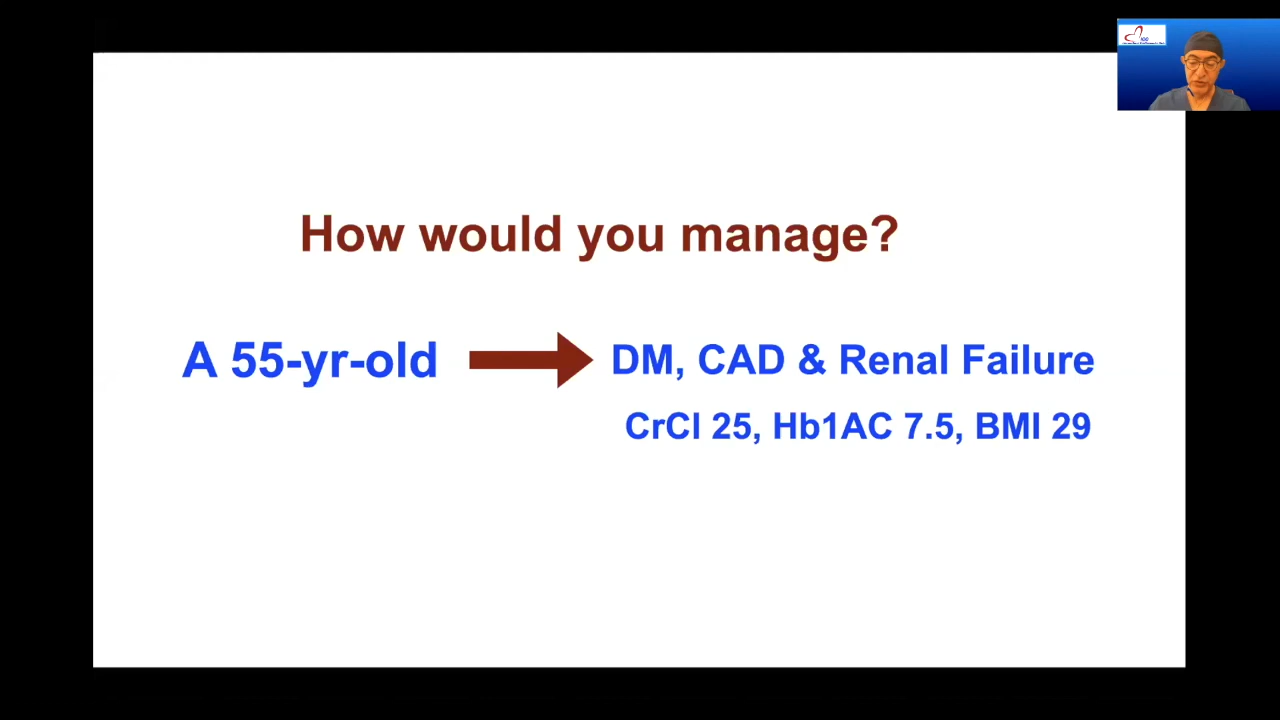 How would you manage?
A 55-yr-old
DM, CAD & Renal Failure
CrCl 25, Hb1AC 7.5, BMI 29